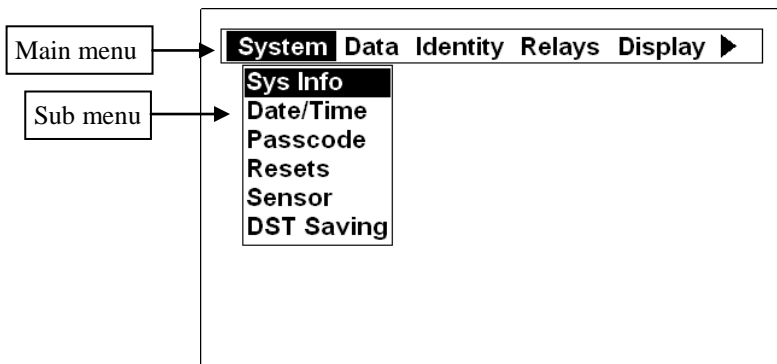 Main menu
System Data Identity Relays Display ▶
Sys Info
Sub menu
Date/Time
Passcode
Resets
Sensor
DST Saving